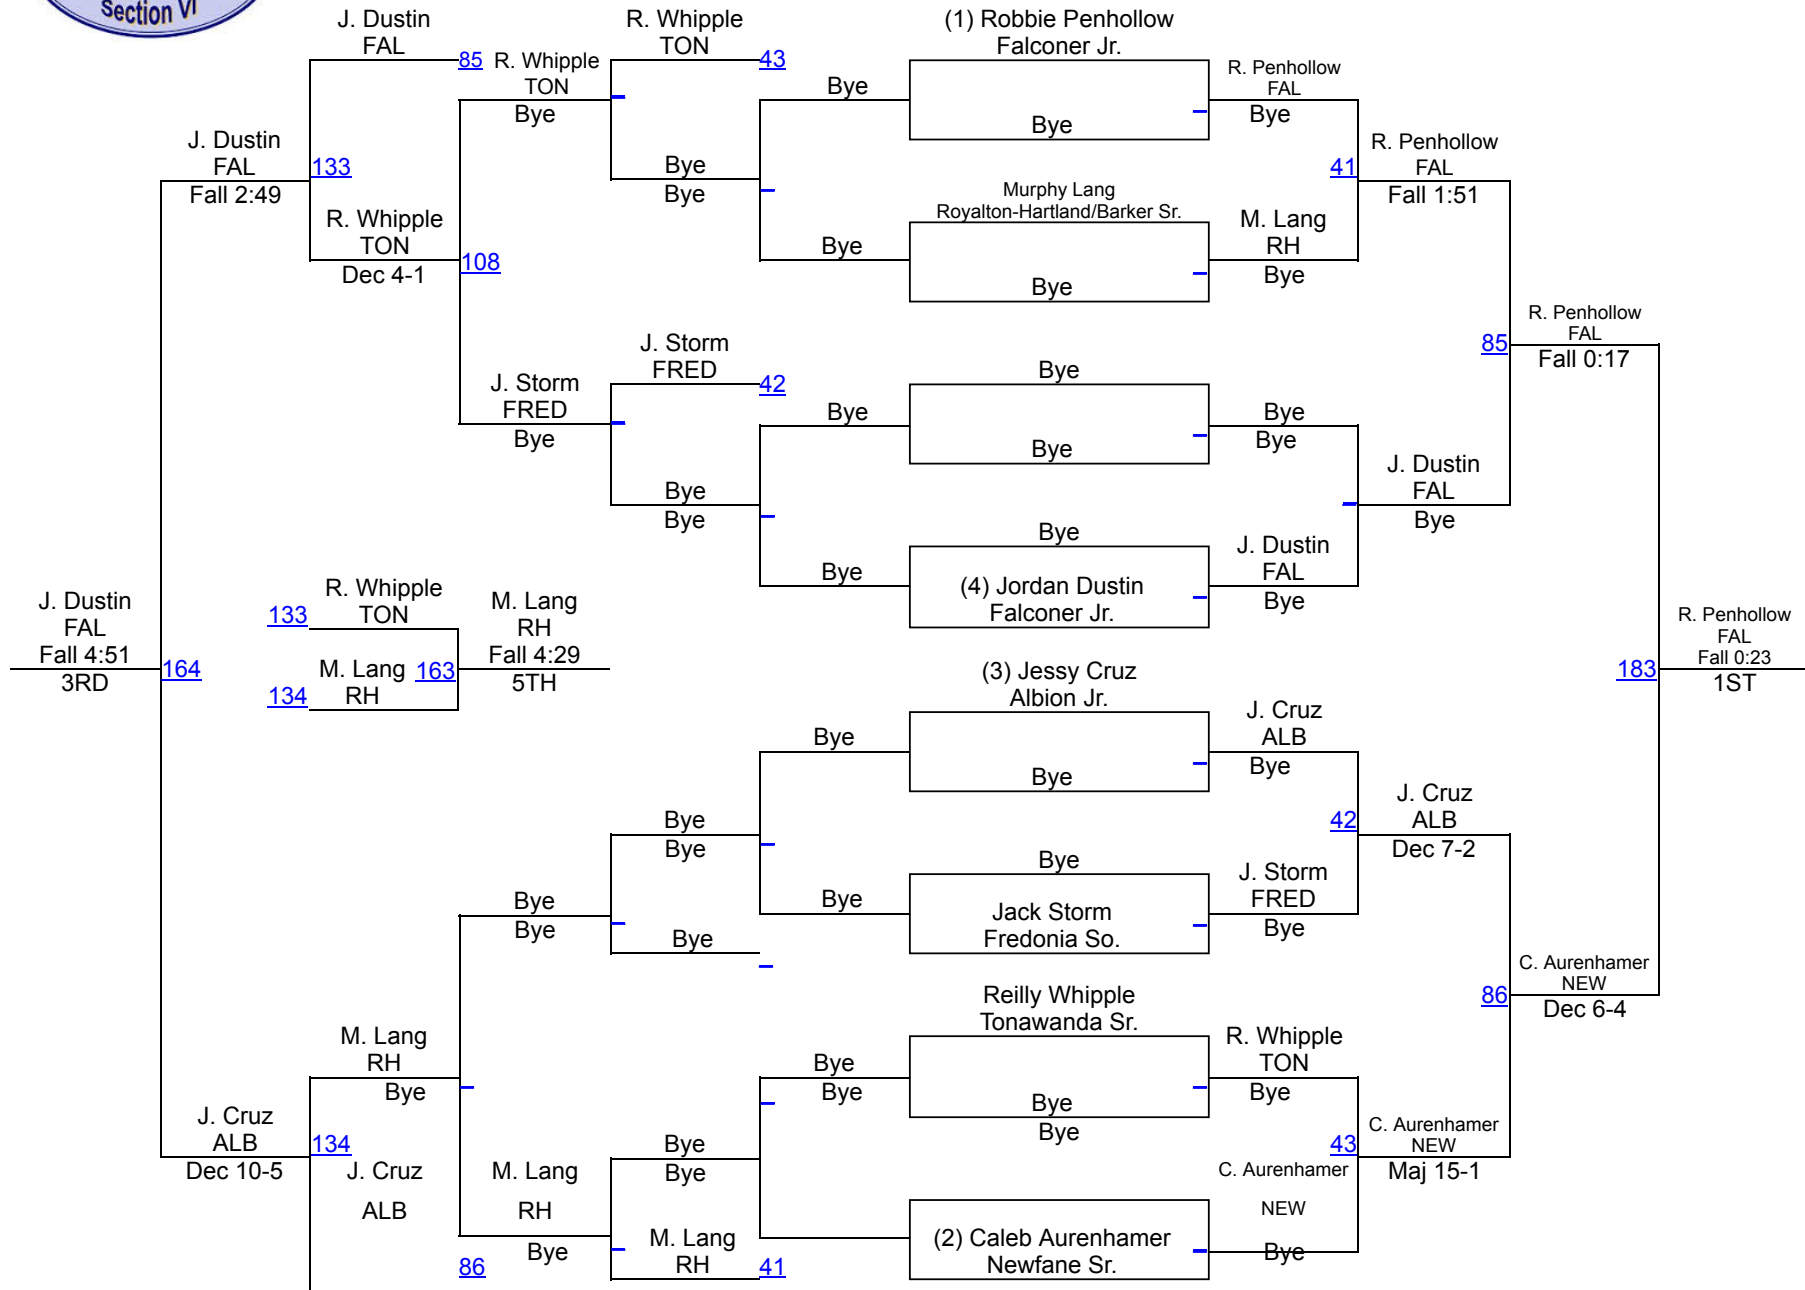 Section VI
J. Dustin
FAL
85
R. Whipple
TON
Bye
R. Whipple
TON
43
(1) Robbie Penhollow
Falconer Jr.
Bye
Bye
R. Penhollow
FAL
Bye
J. Dustin
FAL
Fall 2:49
133
Bye
Bye
41
R. Penhollow
FAL
Fall 1:51
R. Whipple
TON
Dec 4-1
108
Murphy Lang
Royalton-Hartland/Barker Sr.
Bye
Bye
M. Lang
RH
Bye
J. Storm
FRED
42
J. Storm
FRED
Bye
85
R. Penhollow
FAL
Fall 0:17
Bye
Bye
Bye
Bye
Bye
Bye
Bye
J. Dustin
FAL
Bye
Bye
Bye
(4) Jordan Dustin
Falconer Jr.
J. Dustin
FAL
Bye
J. Dustin
FAL
Fall 4:51
3RD
164
133
R. Whipple
TON
134
M. Lang
RH
163
M. Lang
RH
Fall 4:29
5TH
183
R. Penhollow
FAL
Fall 0:23
1ST
(3) Jessy Cruz
Albion Jr.
Bye
Bye
J. Cruz
ALB
Bye
Bye
Bye
42
J. Cruz
ALB
Dec 7-2
Bye
Bye
Jack Storm
Fredonia So.
J. Storm
FRED
Bye
Bye
Bye
Bye
86
C. Aurenhamer
NEW
Dec 6-4
Reilly Whipple
Tonawanda Sr.
M. Lang
RH
Bye
Bye
Bye
Bye
Bye
R. Whipple
TON
Bye
J. Cruz
ALB
Dec 10-5
134
J. Cruz
ALB
86
M. Lang
RH
Bye
Bye
Bye
43
C. Aurenhamer
NEW
Maj 15-1
C. Aurenhamer
NEW
Bye
M. Lang
RH
41
(2) Caleb Aurenhamer
Newfane Sr.